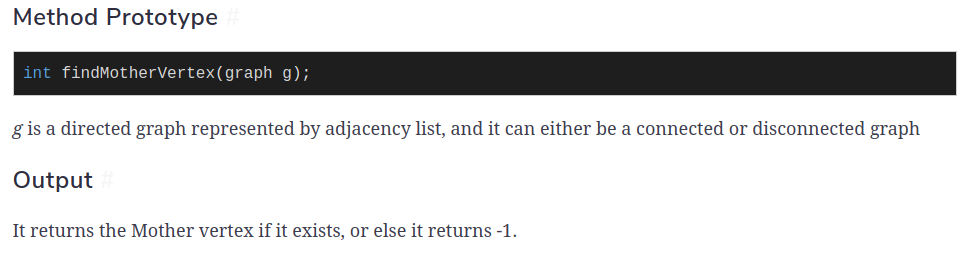 Method Prototype #
int findMotherVertex(graph g);
g is a directed graph represented by adjacency list, and it can either be a connected or disconnected graph
Output #
It returns the Mother vertex if it exists, or else it returns -1.